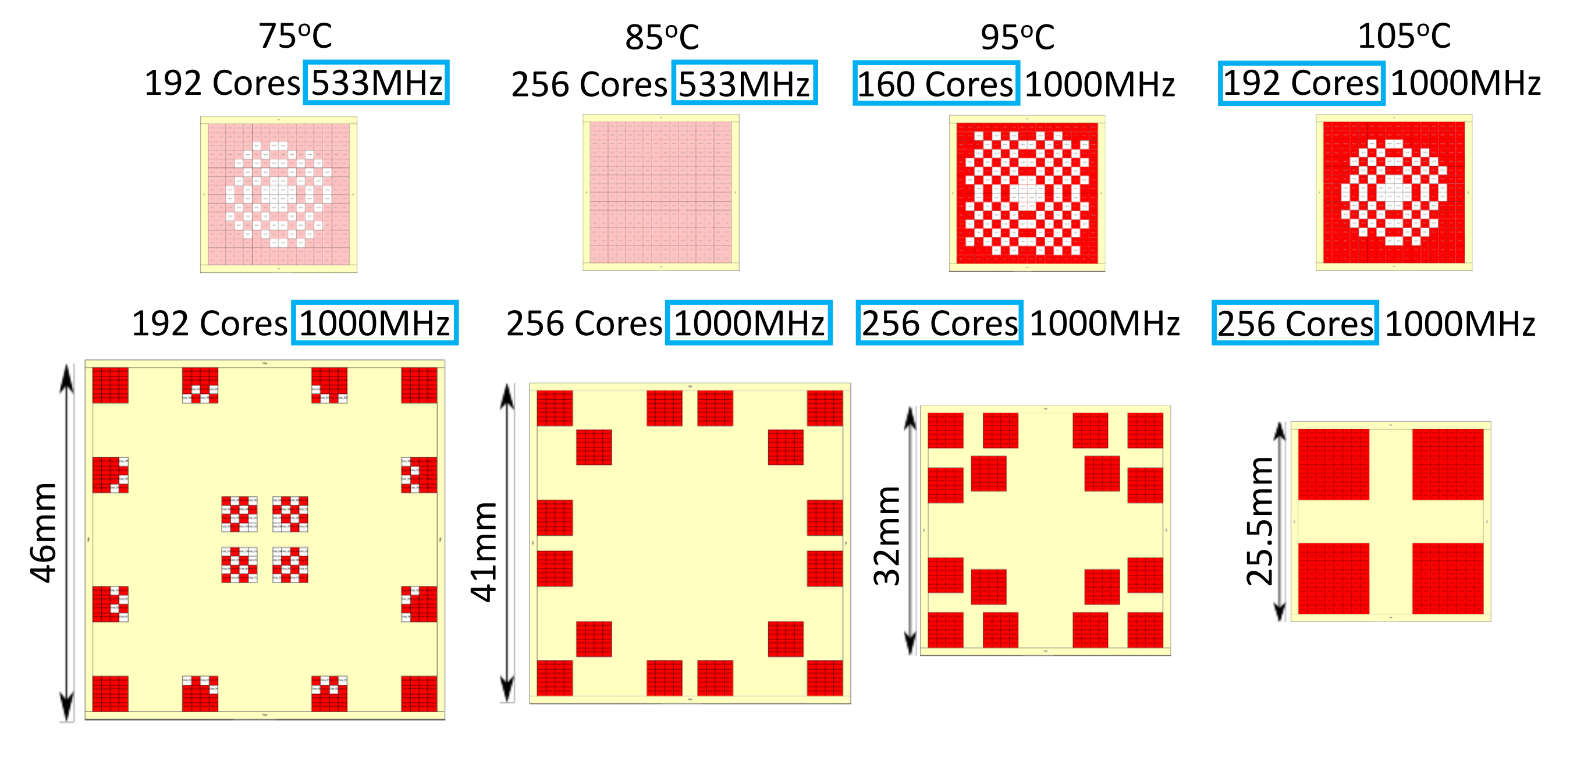 75°C 85°C 95°C 105°C
192 Cores 533MHz 256 Cores 533MHz 160 Cores 1000MHz 192 Cores 1000MHz
192 Cores 1000MHz 256 Cores 1000MHz 256 Cores 1000MHz 256 Cores 1000MHz
46mm
41mm
32mm
25.5mm